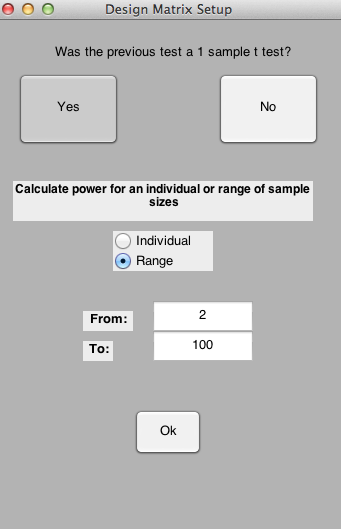 Design Matrix Setup
Was the previous test a 1 sample t test?
Yes
No
Calculate power for an individual or range of sample
sizes
Individual
Range
From:
2
To:
100
Ok